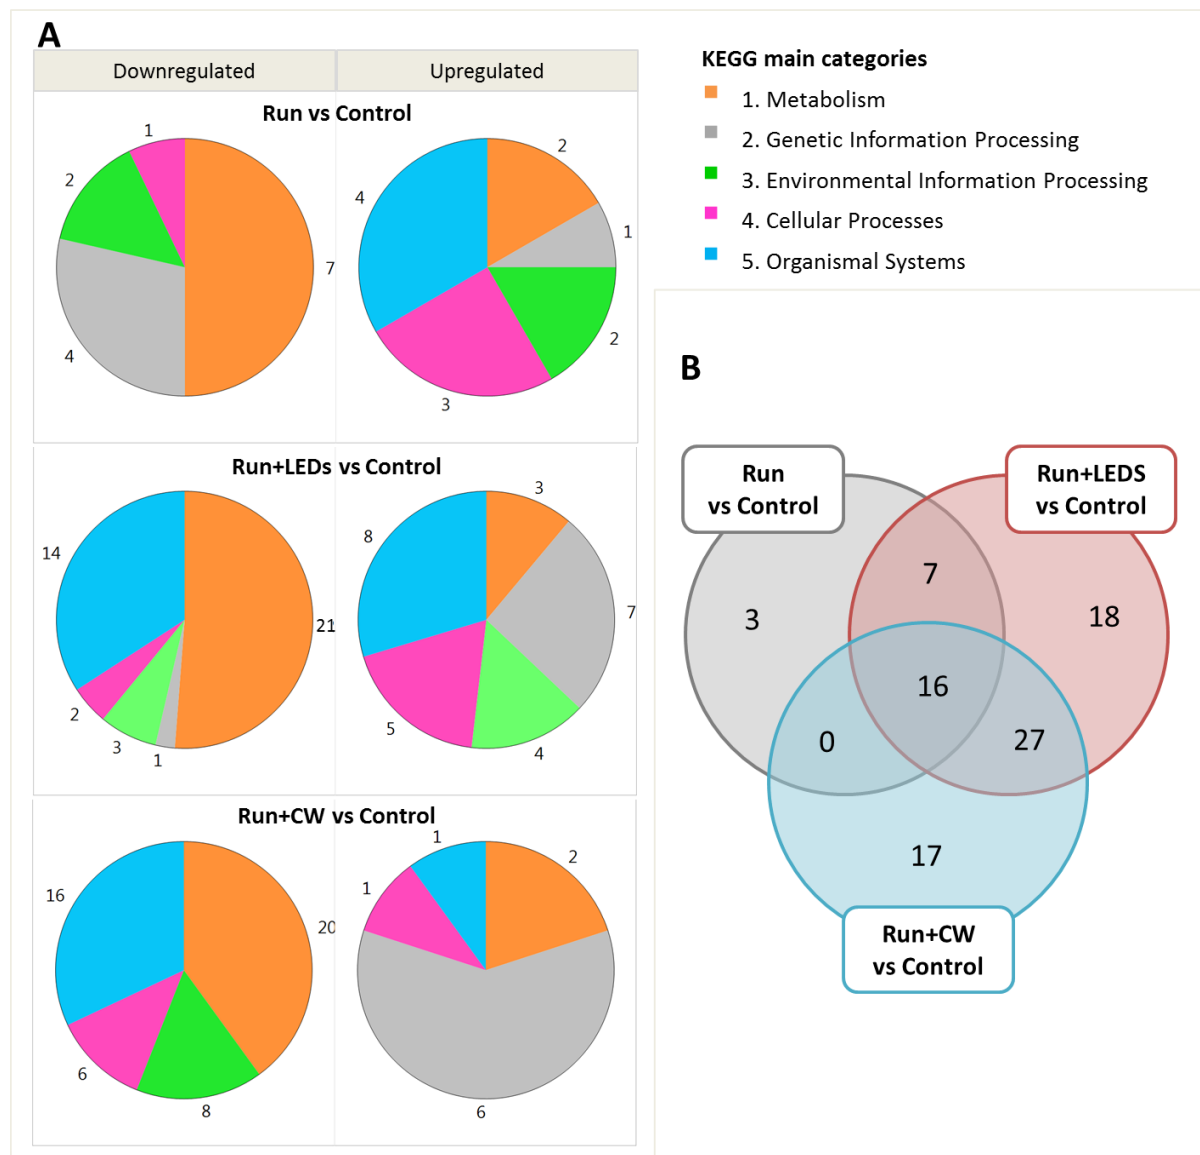 A
Downregulated
Upregulated
Run vs Control
1
2
4
7
2
1
4
2
3
Run+LEDs vs Control
14
21
2
3
1
3
8
7
5
4
Run+CW vs Control
16
20
6
8
1
2
1
6
KEGG main categories
1. Metabolism
2. Genetic Information Processing
3. Environmental Information Processing
4. Cellular Processes
5. Organismal Systems
B
Run
vs Control
Run+LEDS
vs Control
7
3
18
16
0
27
17
Run+CW
vs Control